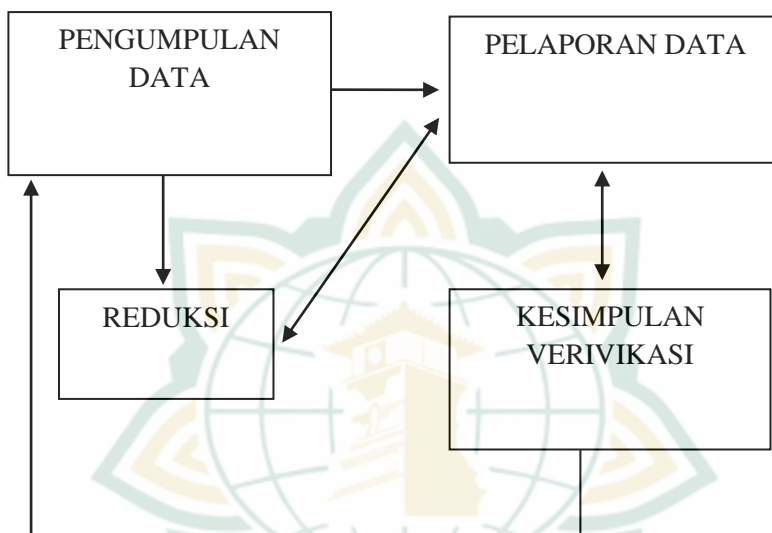 PENGUMPULAN
DATA
PELAPORAN DATA
REDUKSI
KESIMPULAN
VERIVIKASI